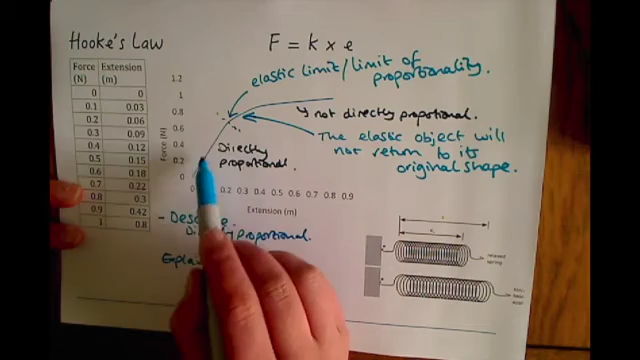 Hooke's Law
F = k x e
Force (N) Extension (m)
0 0
0.1 0.03
0.2 0.06
0.3 0.09
0.4 0.12
0.5 0.15
0.6 0.18
0.7 0.22
0.8 0.3
0.9 0.42
1 0.8
elastic limit/limit of
proportionality.
not directly proportional.
The elastic object will
not return to its
original shape.
Directly
proportional.
Force (N)
1.2
1
0.8
0.6
0.4
0.2
0
0 0.2 0.3 0.4 0.5 0.6 0.7 0.8 0.9
Extension (m)
- Describe
proportional.
relaxed
spring